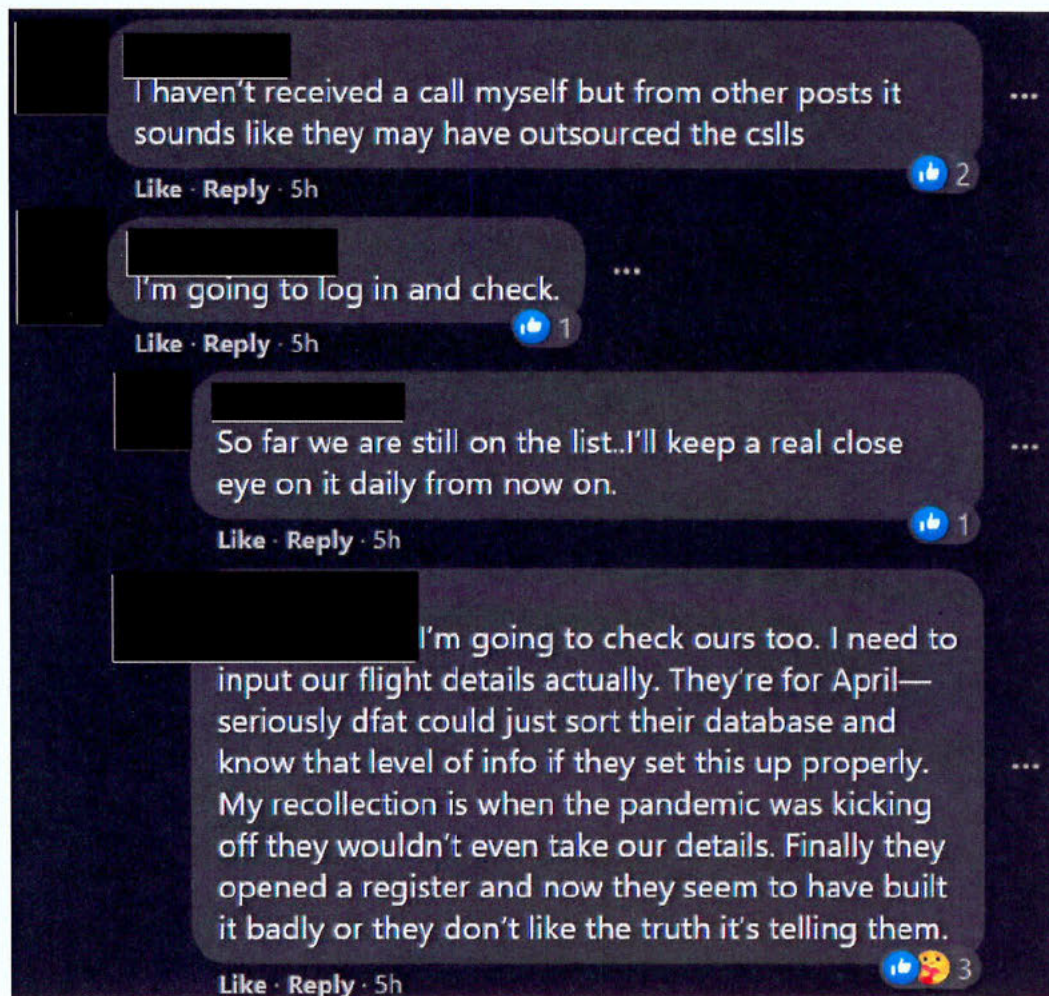 I haven't received a call myself but from other posts it
sounds like they may have outsourced the cslls
2
Like · Reply · 5h
I'm going to log in and check.
1
Like · Reply · 5h
So far we are still on the list..I'll keep a real close
eye on it daily from now on.
1
Like · Reply · 5h
I'm going to check ours too. I need to
input our flight details actually. They're for April—
seriously dfat could just sort their database and
know that level of info if they set this up properly.
My recollection is when the pandemic was kicking
off they wouldn't even take our details. Finally they
opened a register and now they seem to have built
it badly or they don't like the truth it's telling them.
3
Like · Reply · 5h